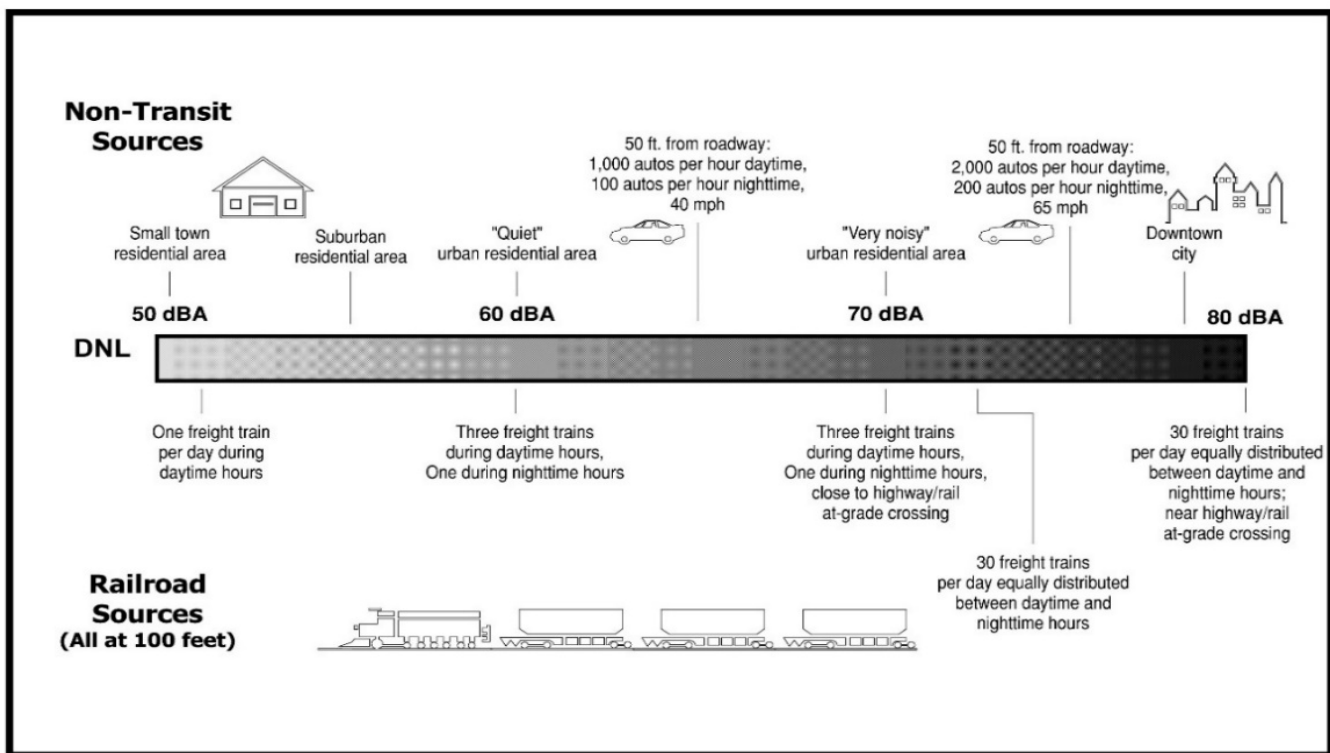 Non-Transit
Sources
Small town
residential area
Suburban
residential area
"Quiet"
urban residential area
50 ft. from roadway:
1,000 autos per hour daytime,
100 autos per hour nighttime,
40 mph
"Very noisy"
urban residential area
50 ft. from roadway:
2,000 autos per hour daytime,
200 autos per hour nighttime,
65 mph
Downtown
city
50 dBA
60 dBA
70 dBA
80 dBA
DNL
One freight train
per day during
daytime hours
Three freight trains
during daytime hours,
One during nighttime hours
Three freight trains
during daytime hours,
One during nighttime hours,
close to highway/rail
at-grade crossing
30 freight trains
per day equally distributed
between daytime and
nighttime hours
30 freight trains
per day equally distributed
between daytime and
nighttime hours;
near highway/rail
at-grade crossing
Railroad
Sources
(All at 100 feet)